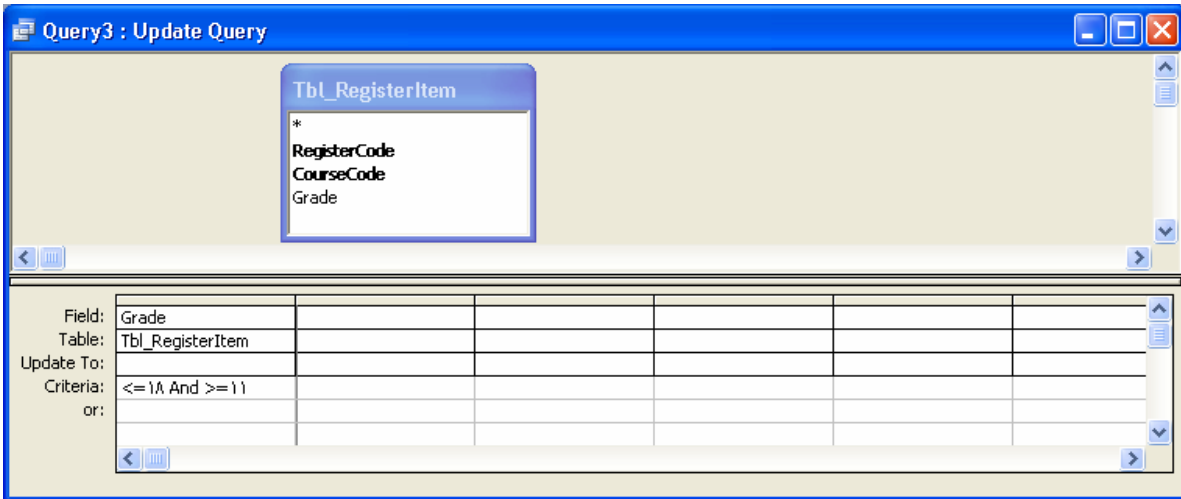 Query3 : Update Query
Tbl_RegisterItem
*
RegisterCode
CourseCode
Grade
Field: Grade
Table: Tbl_RegisterItem
Update To:
Criteria: <=۱۸ And >=۱۱
or: